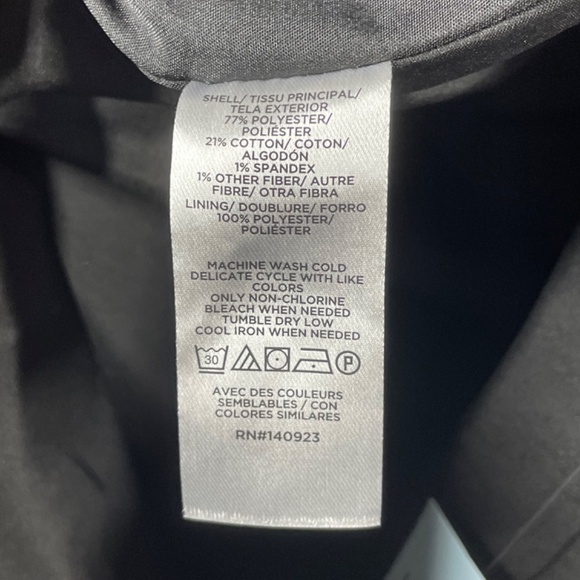 SHELL/ TISSU PRINCIPAL/
TELA EXTERIOR
77% POLYESTER/
POLIÉSTER
21% COTTON/ COTON/
ALGODÓN
1% SPANDEX
1% OTHER FIBER/ AUTRE
FIBRE/ OTRA FIBRA
LINING/ DOUBLURE/ FORRO
100% POLYESTER/
POLIÉSTER
MACHINE WASH COLD
DELICATE CYCLE WITH LIKE
COLORS
ONLY NON-CHLORINE
BLEACH WHEN NEEDED
TUMBLE DRY LOW
COOL IRON WHEN NEEDED
30 P
AVEC DES COULEURS
SEMBLABLES / CON
COLORES SIMILARES
RN#140923